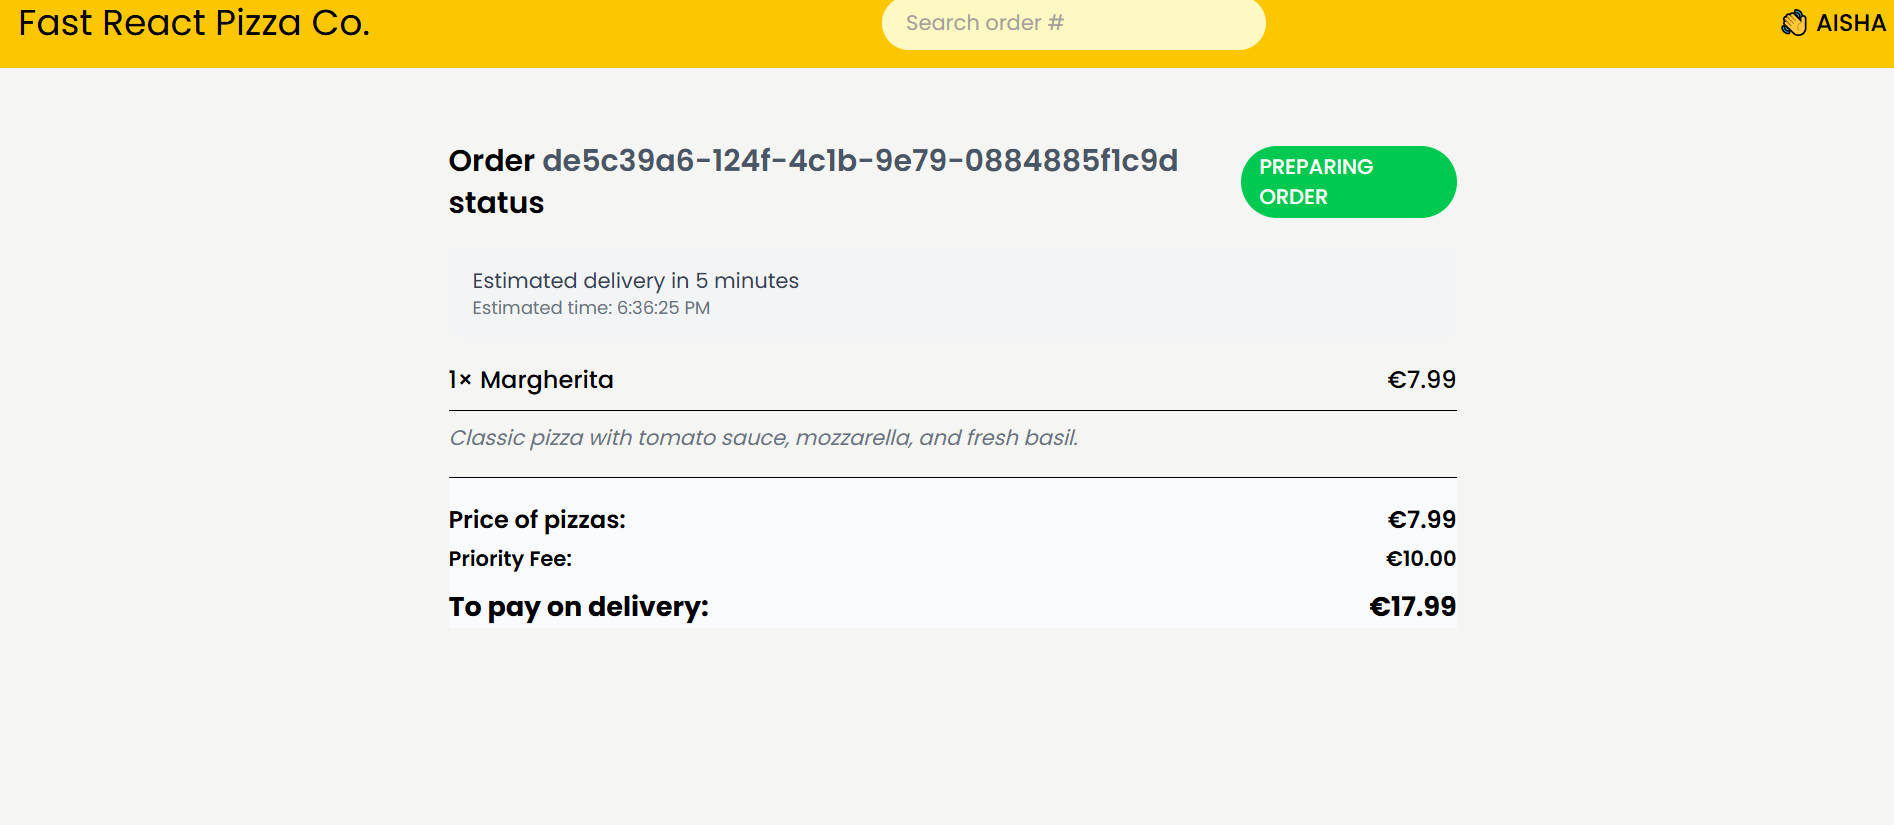 Fast React Pizza Co.
Search order #
👋 AISHA
Order de5c39a6-124f-4c1b-9e79-0884885f1c9d
status
PREPARING
ORDER
Estimated delivery in 5 minutes
Estimated time: 6:36:25 PM
1× Margherita €7.99
Classic pizza with tomato sauce, mozzarella, and fresh basil.
Price of pizzas: €7.99
Priority Fee: €10.00
To pay on delivery: €17.99